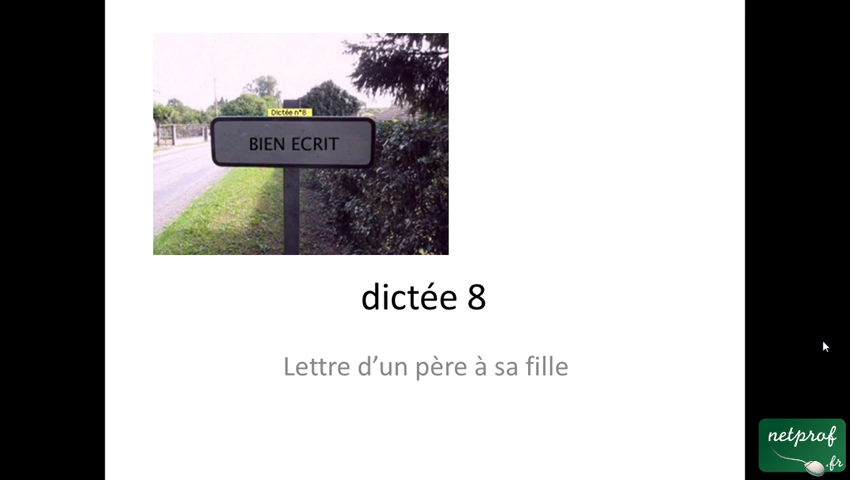 Dictée n°8
BIEN ECRIT
dictée 8
Lettre d’un père à sa fille
netprof
.fr